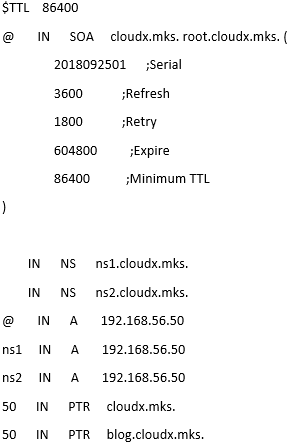 $TTL 86400
@ IN SOA cloudx.mks. root.cloudx.mks. (
2018092501 ;Serial
3600 ;Refresh
1800 ;Retry
604800 ;Expire
86400 ;Minimum TTL
)
IN NS ns1.cloudx.mks.
IN NS ns2.cloudx.mks.
@ IN A 192.168.56.50
ns1 IN A 192.168.56.50
ns2 IN A 192.168.56.50
50 IN PTR cloudx.mks.
50 IN PTR blog.cloudx.mks.